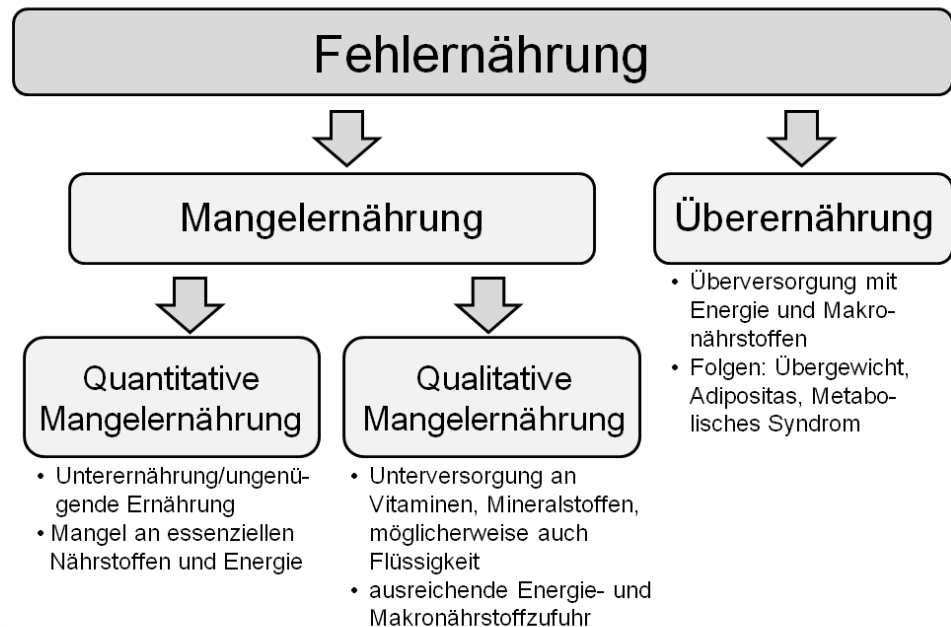 Fehlernährung
Mangelernährung
Überernährung
• Überversorgung mit
Energie und Makro-
nährstoffen
• Folgen: Übergewicht,
Adipositas, Metabo-
lisches Syndrom
Quantitative
Mangelernährung
• Unterernährung/ungenü-
gende Ernährung
• Mangel an essenziellen
Nährstoffen und Energie
Qualitative
Mangelernährung
• Unterversorgung an
Vitaminen, Mineralstoffen,
möglicherweise auch
Flüssigkeit
• ausreichende Energie- und
Makronährstoffzufuhr